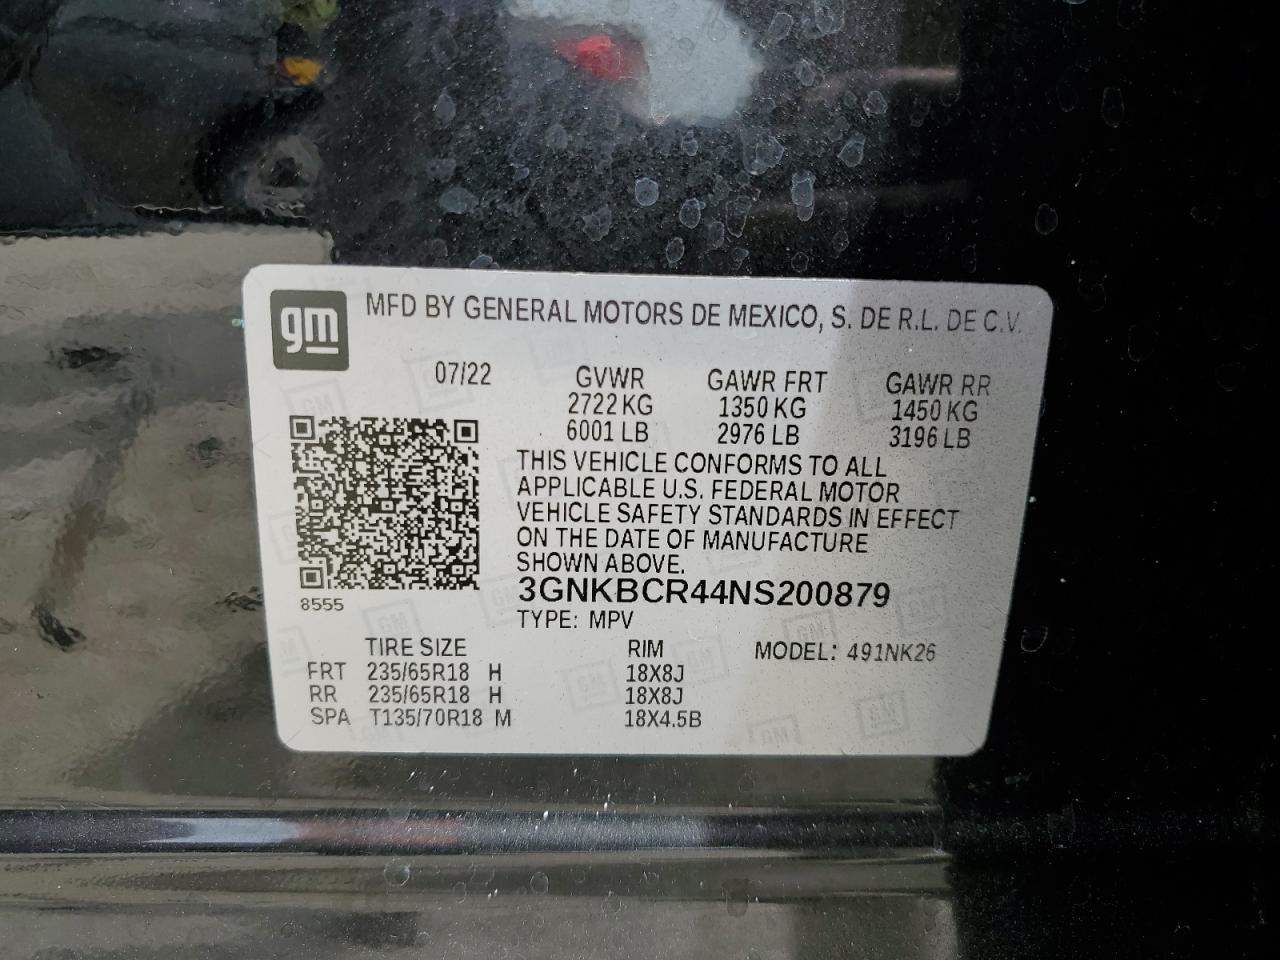 gm
MFD BY GENERAL MOTORS DE MEXICO, S. DE R.L. DE C.V.
07/22 GVWR GAWR FRT GAWR RR
2722 KG 1350 KG 1450 KG
6001 LB 2976 LB 3196 LB
THIS VEHICLE CONFORMS TO ALL
APPLICABLE U.S. FEDERAL MOTOR
VEHICLE SAFETY STANDARDS IN EFFECT
ON THE DATE OF MANUFACTURE
SHOWN ABOVE.
3GNKBCR44NS200879
8555
TYPE: MPV
TIRE SIZE RIM MODEL: 491NK26
FRT 235/65R18 H 18X8J
RR 235/65R18 H 18X8J
SPA T135/70R18 M 18X4.5B